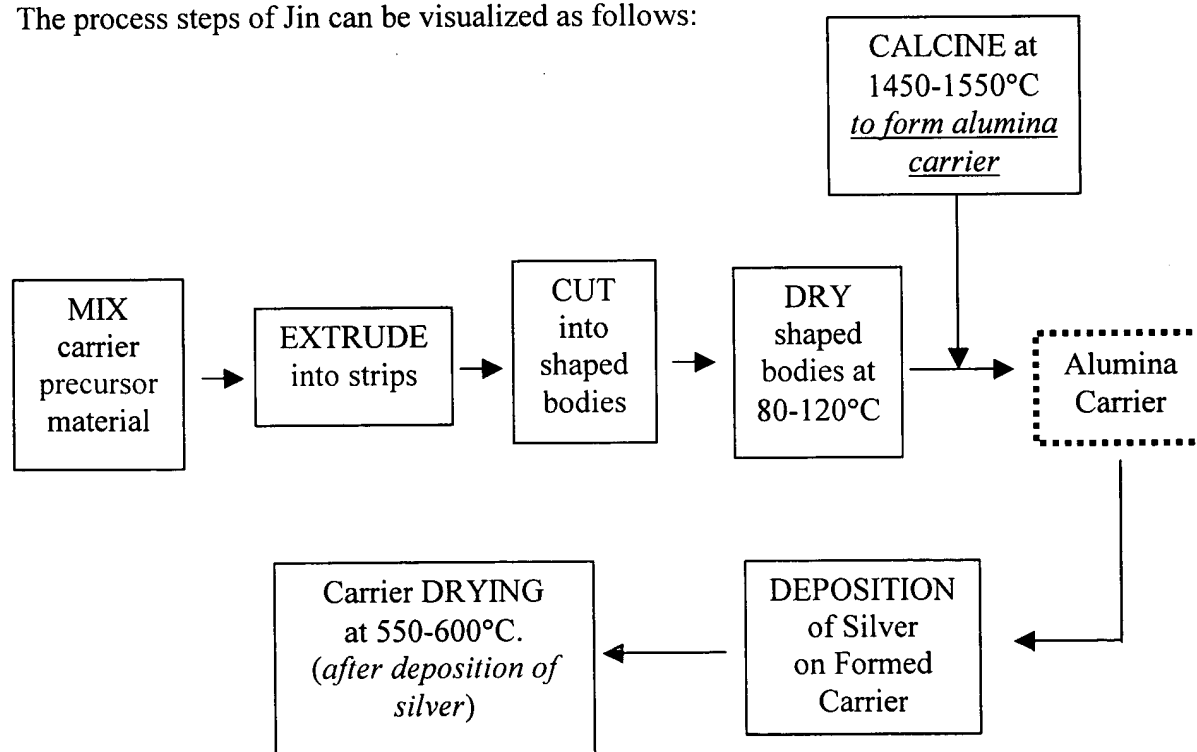 The process steps of Jin can be visualized as follows:
CALCINE at
1450-1550°C
to form alumina
carrier
MIX
carrier
precursor
material
EXTRUDE
into strips
CUT
into
shaped
bodies
DRY
shaped
bodies at
80-120°C
Alumina
Carrier
DEPOSITION
of Silver
on Formed
Carrier
Carrier DRYING
at 550-600°C.
(after deposition of
silver)